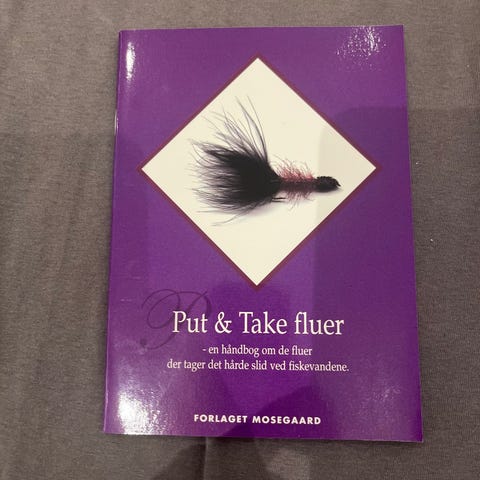 P
Put & Take fluer
- en håndbog om de fluer
der tager det hårde slid ved fiskevandene.
FORLAGET MOSEGAARD